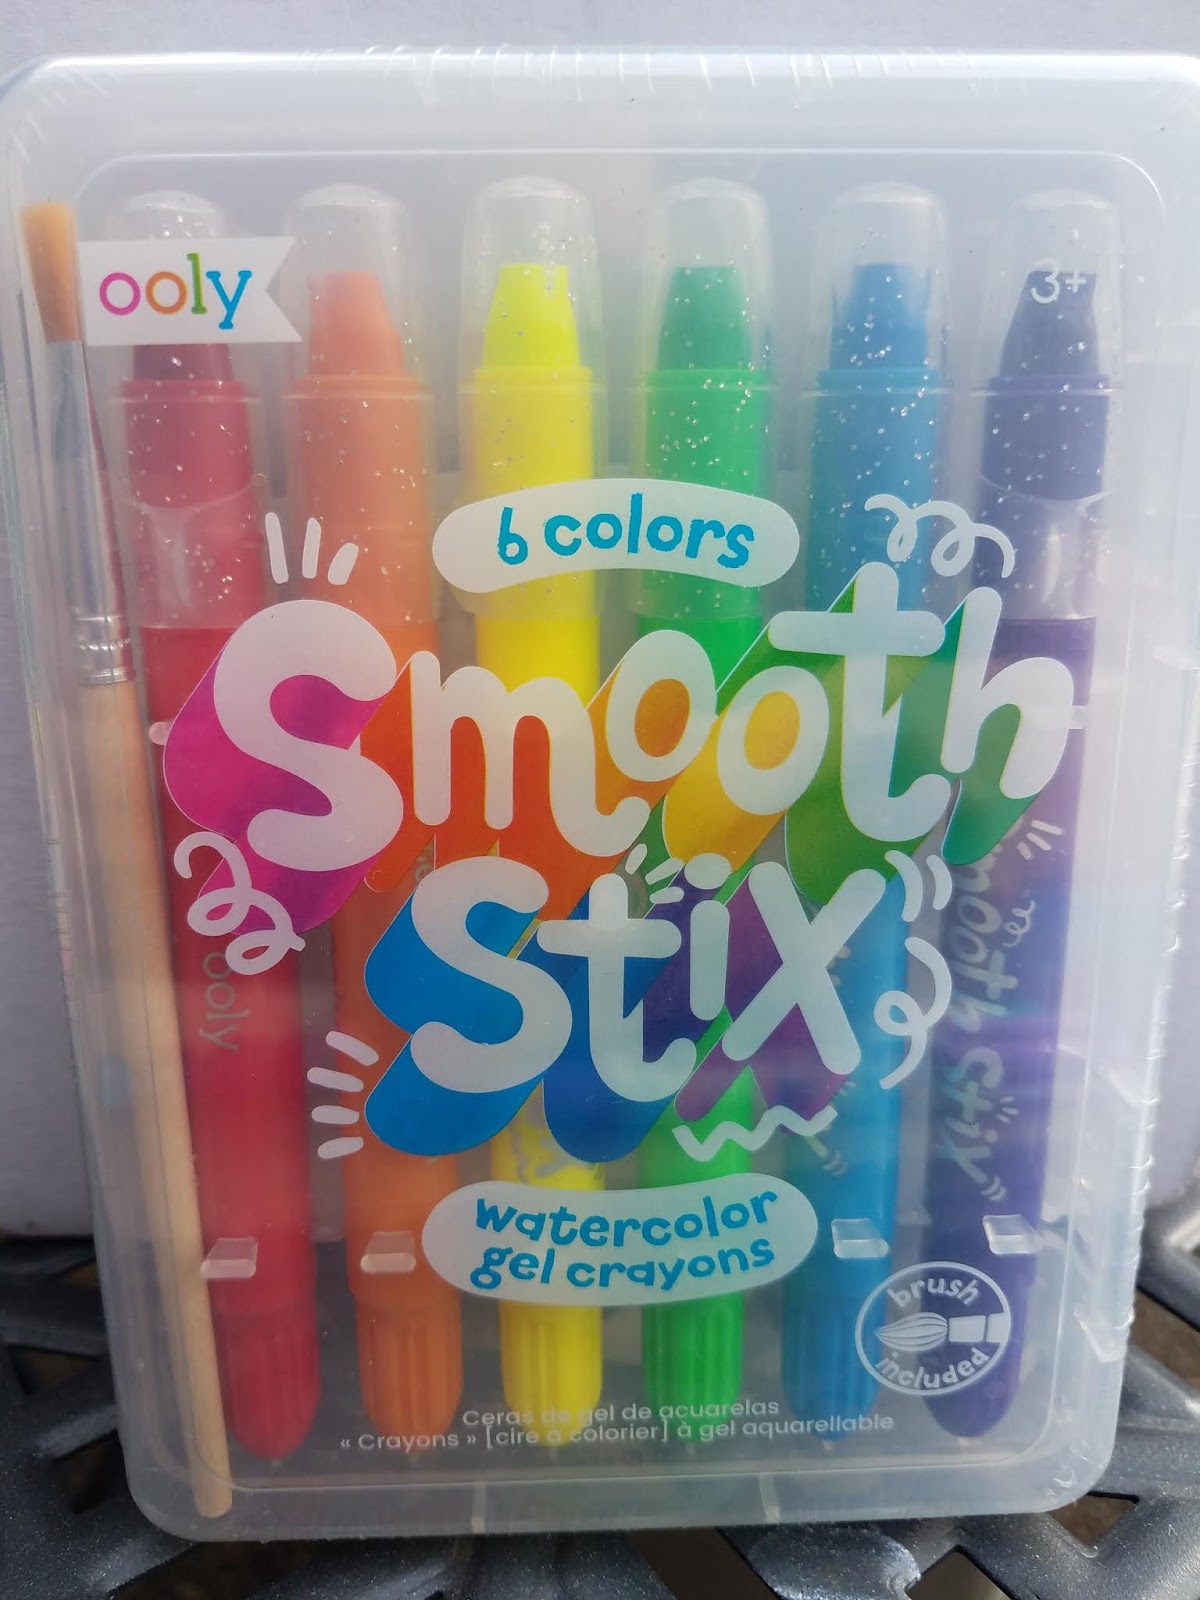 ooly
3+
6 colors
Smooth
Stix
watercolor
gel crayons
brush
included
Ceras de gel de acuarelas
« Crayons » [cire à colorier] à gel aquarellable
ooly
Smooth Stix